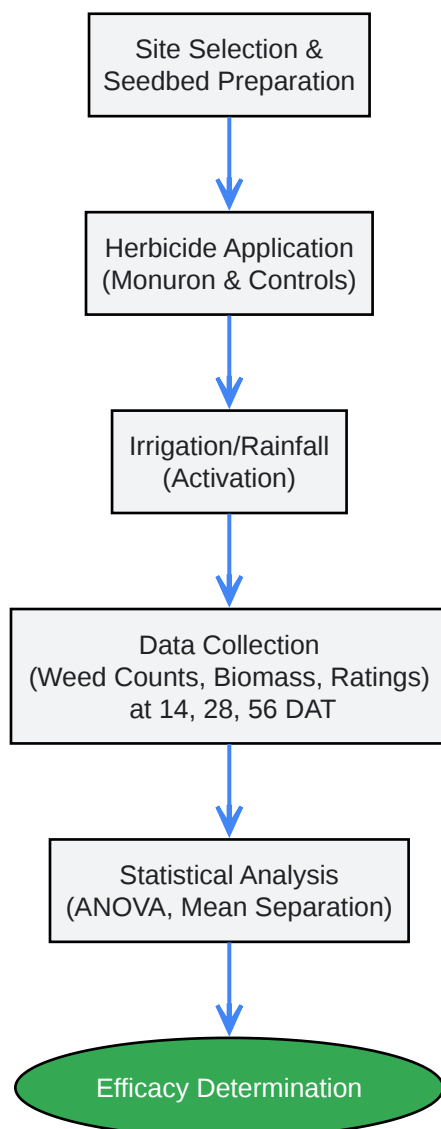 Site Selection &
Seedbed Preparation
Herbicide Application
(Monuron & Controls)
Irrigation/Rainfall
(Activation)
Data Collection
(Weed Counts, Biomass, Ratings)
at 14, 28, 56 DAT
Statistical Analysis
(ANOVA, Mean Separation)
Efficacy Determination